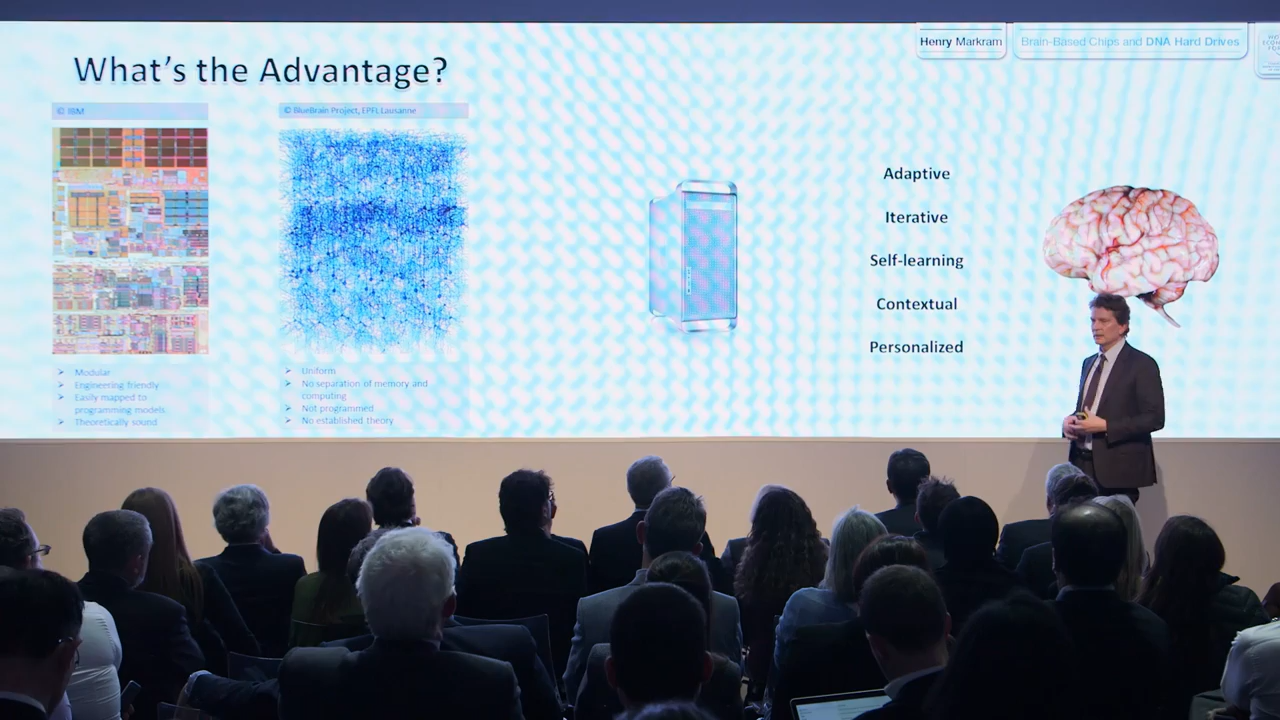 Henry Markram
Brain-Based Chips and DNA Hard Drives
What's the Advantage?
© IBM
© BlueBrain Project, EPFL Lausanne
➢ Modular
➢ Engineering friendly
➢ Easily mapped to
programming models
➢ Theoretically sound
➢ Uniform
➢ No separation of memory and
computing
➢ Not programmed
➢ No established theory
Adaptive
Iterative
Self-learning
Contextual
Personalized